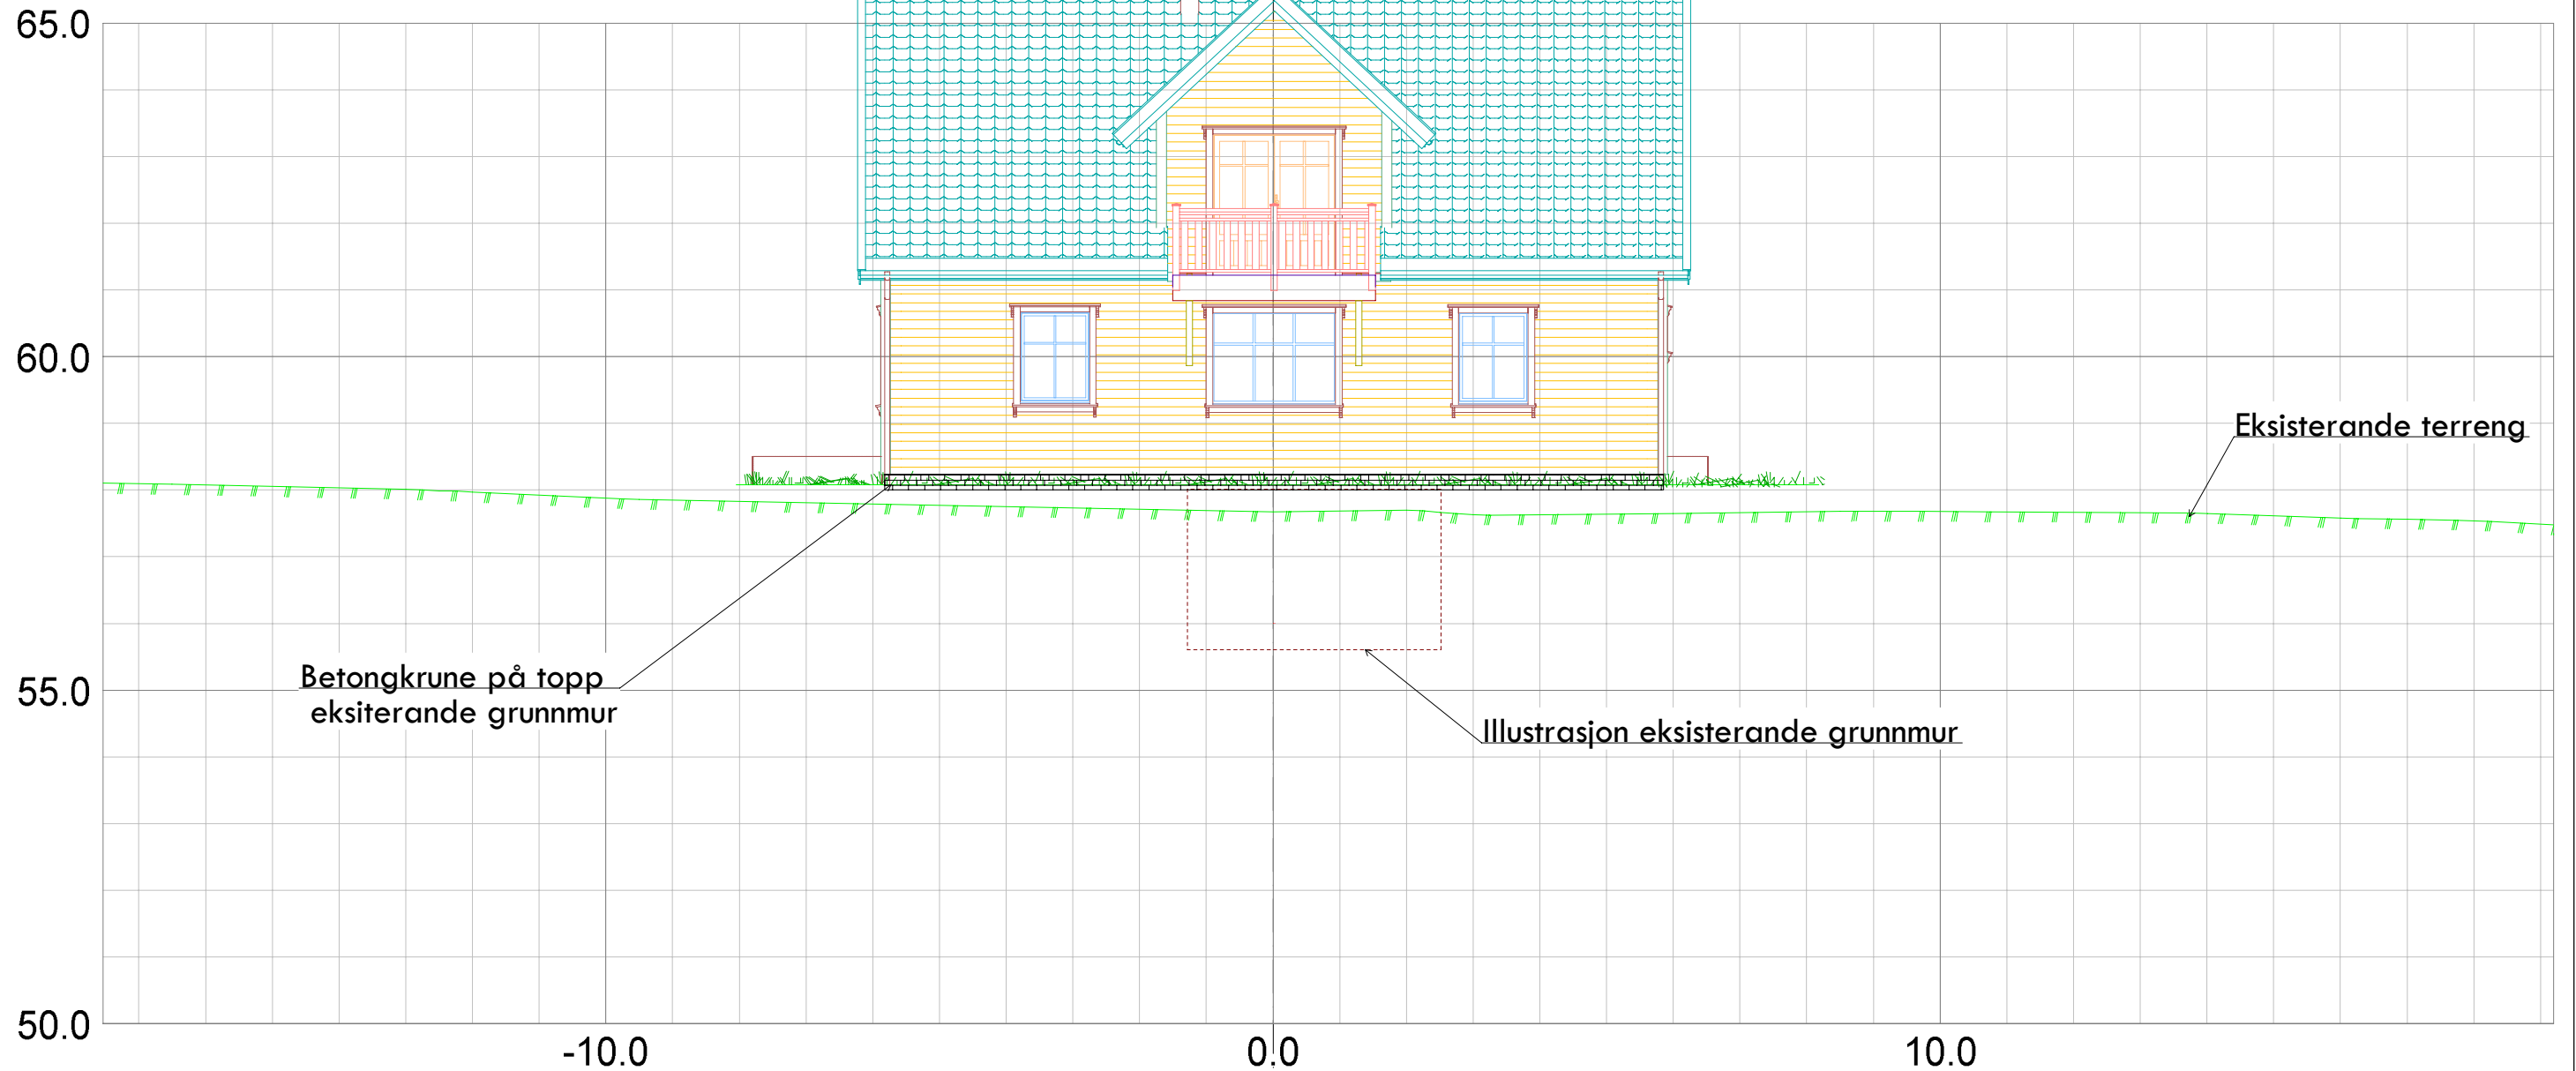 65.0
60.0
Eksisterande terreng
Betongkrune på topp
eksiterande grunnmur
55.0
Illustrasjon eksisterande grunnmur
50.0
-10.0
0.0
10.0